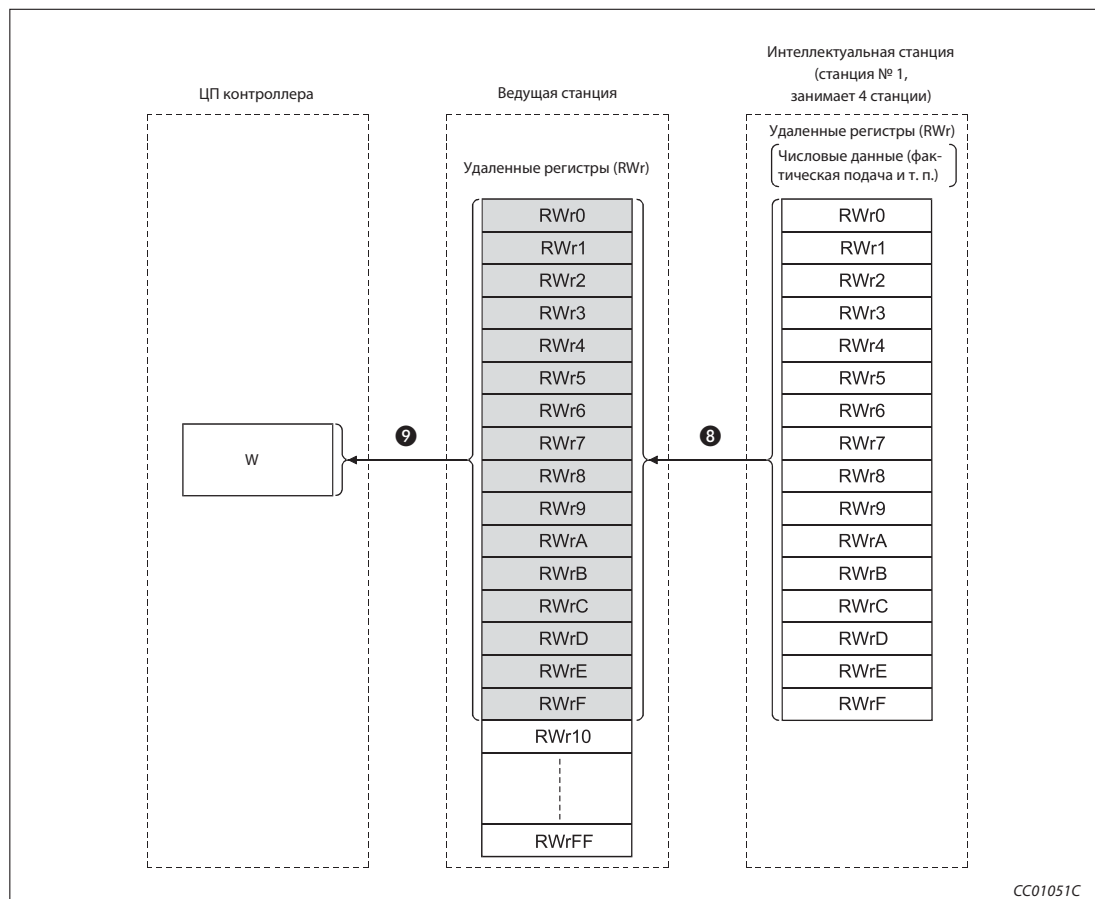 ЦП контроллера
Ведущая станция
Интеллектуальная станция
(станция № 1,
занимает 4 станции)
Удаленные регистры (RWr)
Удаленные регистры (RWr)
Числовые данные (фак-
тическая подача и т. п.)
RWr0
RWr1
RWr2
RWr3
RWr4
RWr5
RWr6
RWr7
RWr8
RWr9
RWrA
RWrB
RWrC
RWrD
RWrE
RWrF
RWr10
RWrFF
RWr0
RWr1
RWr2
RWr3
RWr4
RWr5
RWr6
RWr7
RWr8
RWr9
RWrA
RWrB
RWrC
RWrD
RWrE
RWrF
W
9
8
CC01051C